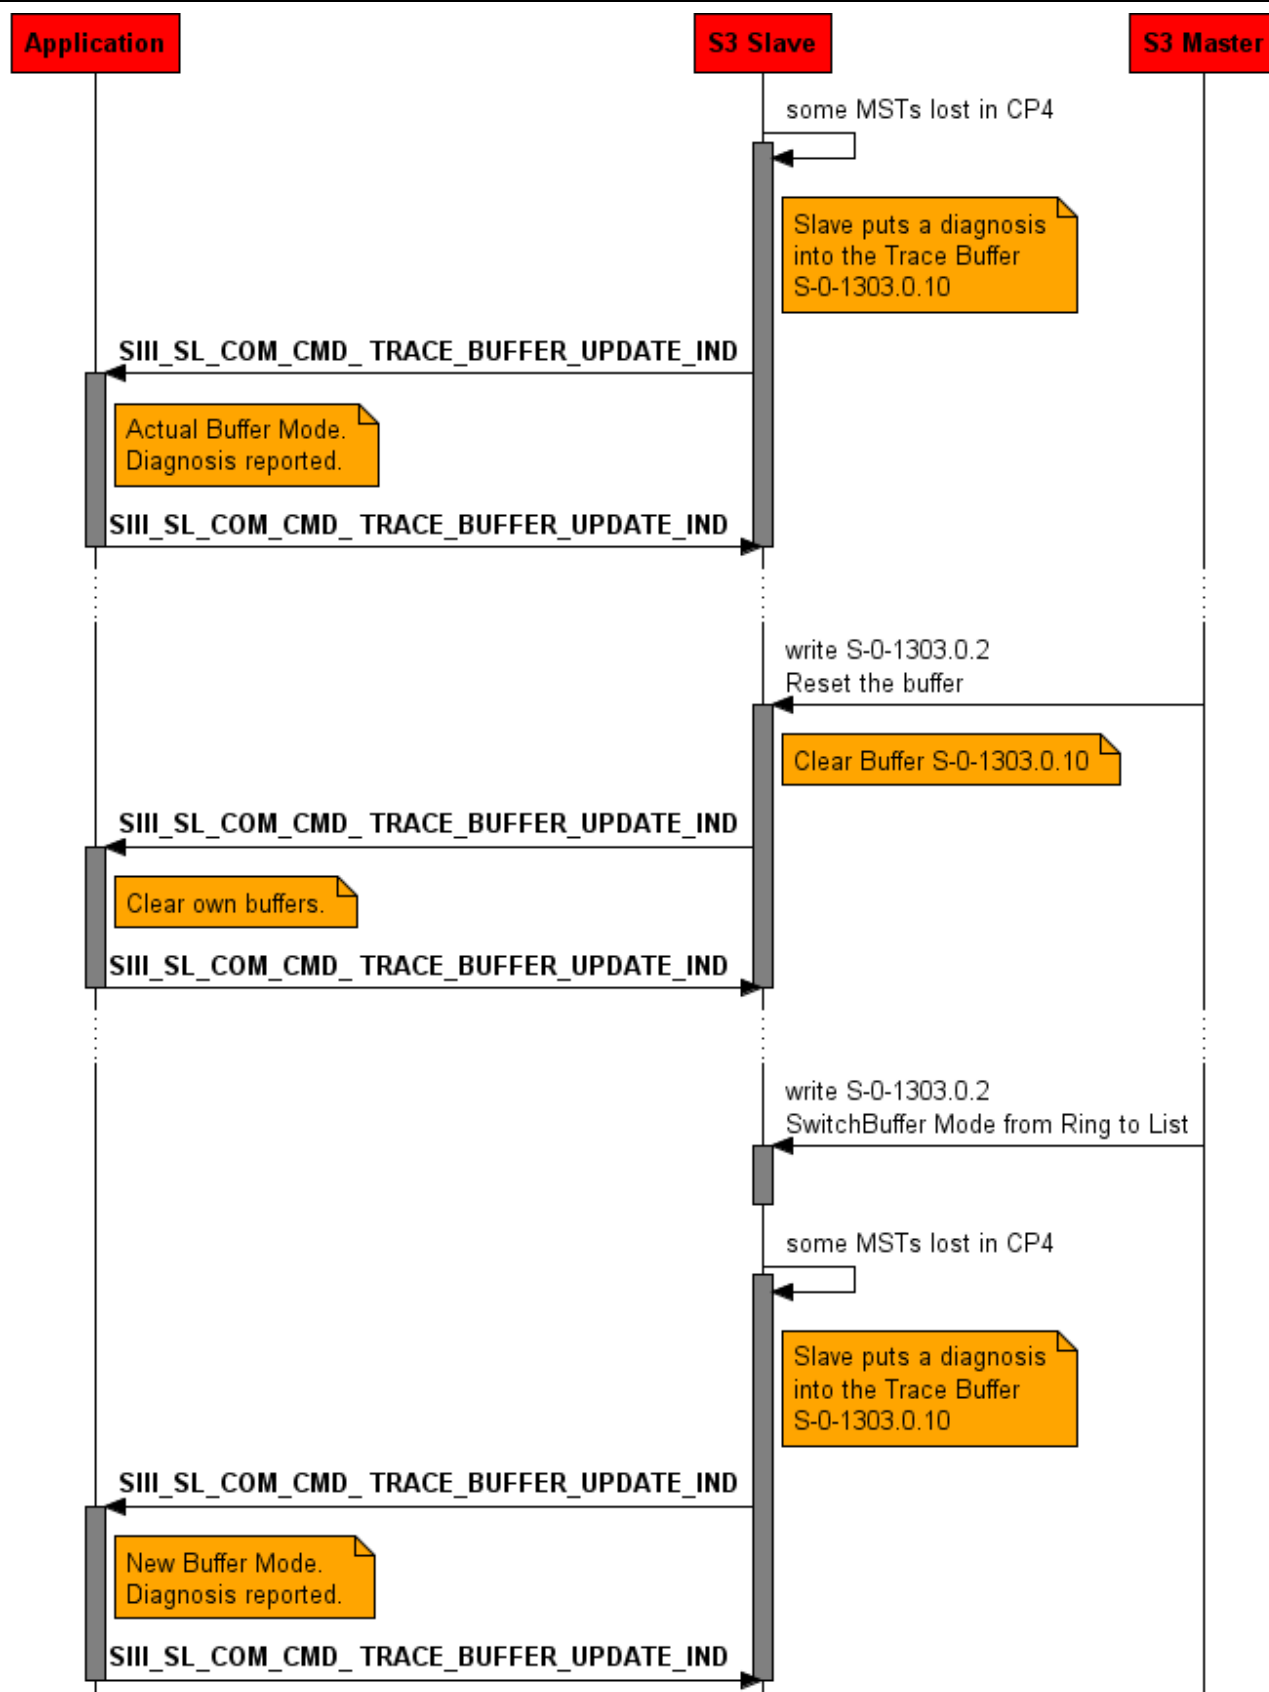 Application
S3 Slave
S3 Master
some MSTs lost in CP4
Slave puts a diagnosis
into the Trace Buffer
S-0-1303.0.10
SIII_SL_COM_CMD_ TRACE_BUFFER_UPDATE_IND
Actual Buffer Mode.
Diagnosis reported.
SIII_SL_COM_CMD_ TRACE_BUFFER_UPDATE_IND
write S-0-1303.0.2
Reset the buffer
Clear Buffer S-0-1303.0.10
SIII_SL_COM_CMD_ TRACE_BUFFER_UPDATE_IND
Clear own buffers.
SIII_SL_COM_CMD_ TRACE_BUFFER_UPDATE_IND
write S-0-1303.0.2
SwitchBuffer Mode from Ring to List
some MSTs lost in CP4
Slave puts a diagnosis
into the Trace Buffer
S-0-1303.0.10
SIII_SL_COM_CMD_ TRACE_BUFFER_UPDATE_IND
New Buffer Mode.
Diagnosis reported.
SIII_SL_COM_CMD_ TRACE_BUFFER_UPDATE_IND